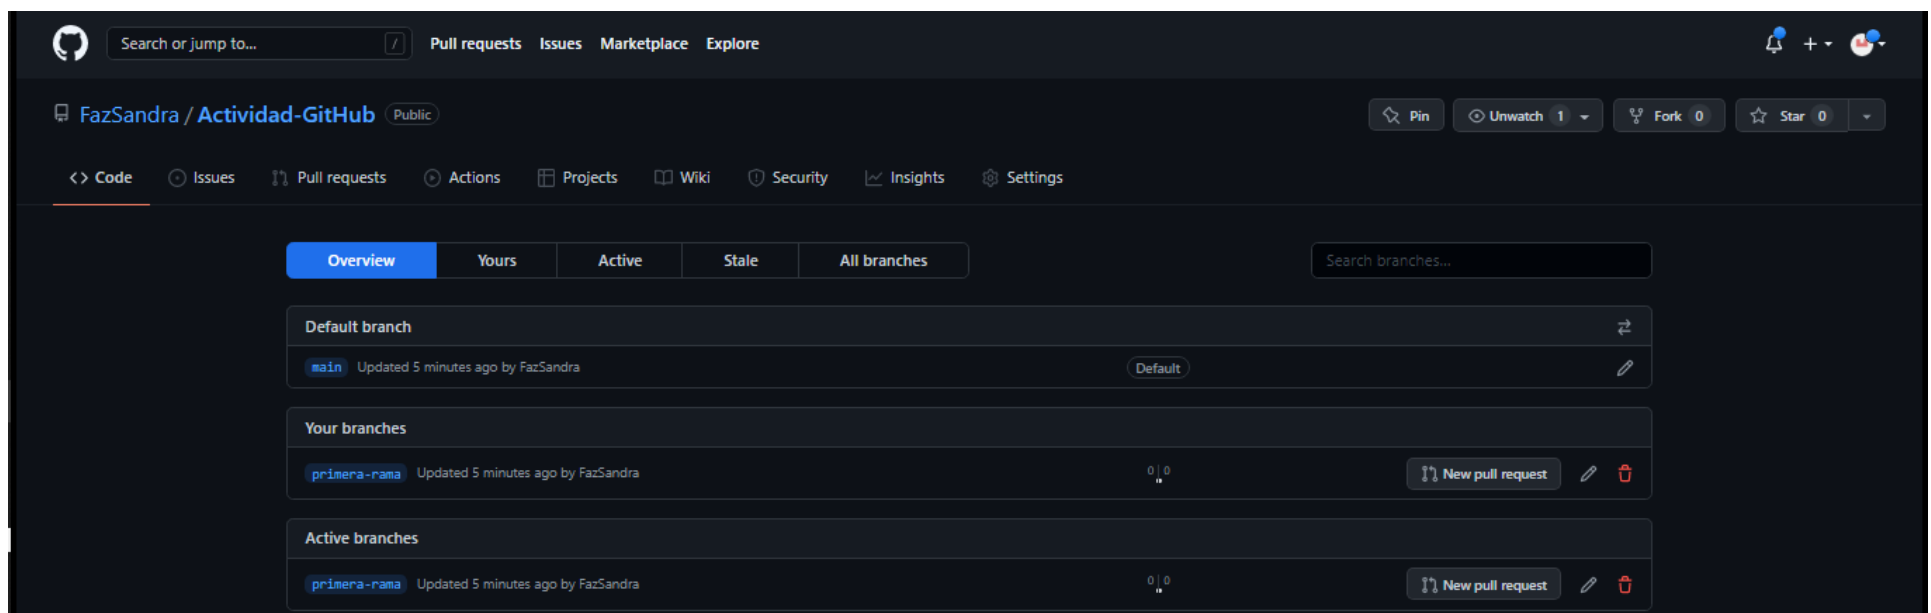 Search or jump to... / Pull requests Issues Marketplace Explore
FazSandra / Actividad-GitHub Public Pin Unwatch 1 Fork 0 Star 0
Code Issues Pull requests Actions Projects Wiki Security Insights Settings
Overview Yours Active Stale All branches Search branches...
Default branch
main Updated 5 minutes ago by FazSandra Default
Your branches
primera-rama Updated 5 minutes ago by FazSandra 0 | 0 New pull request
Active branches
primera-rama Updated 5 minutes ago by FazSandra 0 | 0 New pull request